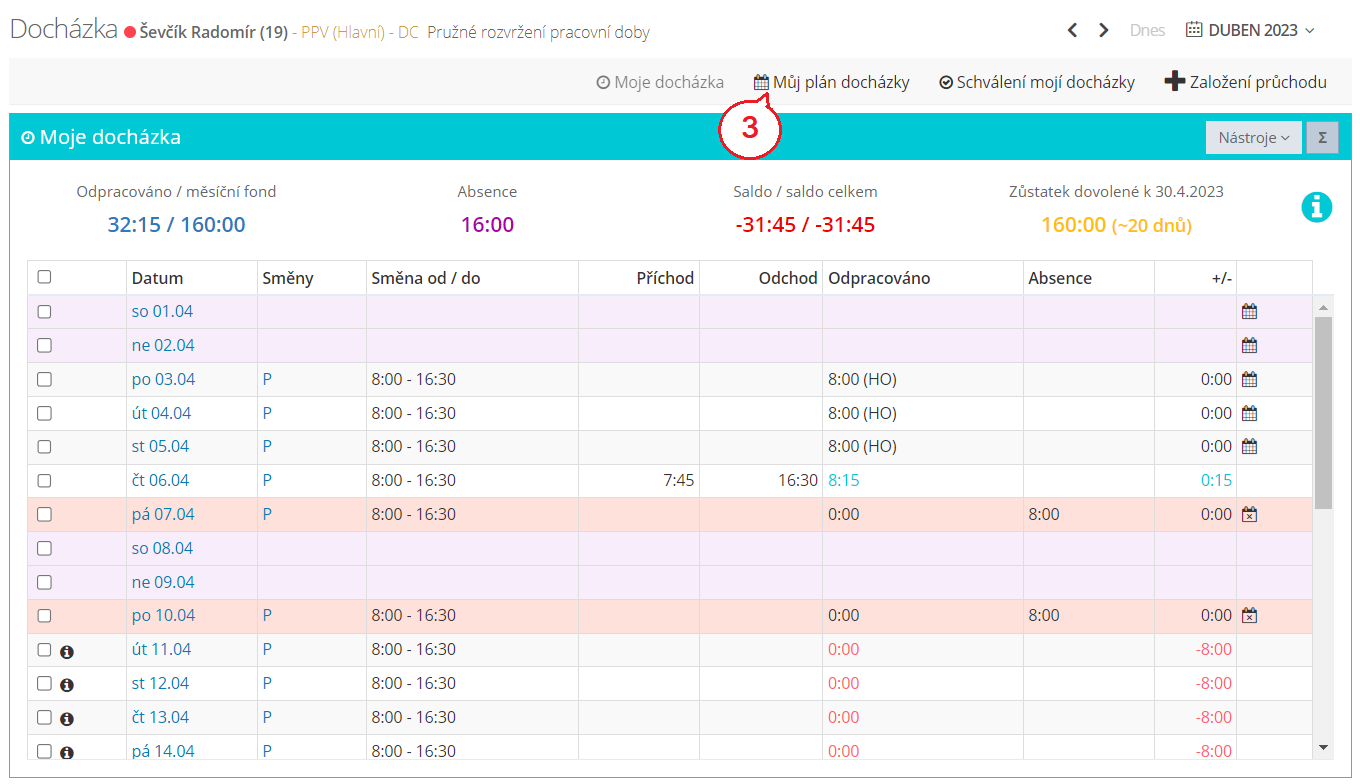 Docházka Ševčík Radomír (19) - PPV (Hlavní) - DC Pružné rozvržení pracovní doby Dnes DUBEN 2023
Moje docházka Můj plán docházky Schválení mojí docházky Založení průchodu
3
Moje docházka Nástroje Σ
Odpracováno / měsíční fond Absence Saldo / saldo celkem Zůstatek dovolené k 30.4.2023
32:15 / 160:00 16:00 -31:45 / -31:45 160:00 (~20 dnů)
Datum Směny Směna od / do Příchod Odchod Odpracováno Absence +/-
so 01.04
ne 02.04
po 03.04 P 8:00 - 16:30 8:00 (HO) 0:00
út 04.04 P 8:00 - 16:30 8:00 (HO) 0:00
st 05.04 P 8:00 - 16:30 8:00 (HO) 0:00
čt 06.04 P 8:00 - 16:30 7:45 16:30 8:15 0:15
pá 07.04 P 8:00 - 16:30 0:00 8:00 0:00
so 08.04
ne 09.04
po 10.04 P 8:00 - 16:30 0:00 8:00 0:00
út 11.04 P 8:00 - 16:30 0:00 -8:00
st 12.04 P 8:00 - 16:30 0:00 -8:00
čt 13.04 P 8:00 - 16:30 0:00 -8:00
pá 14.04 P 8:00 - 16:30 0:00 -8:00